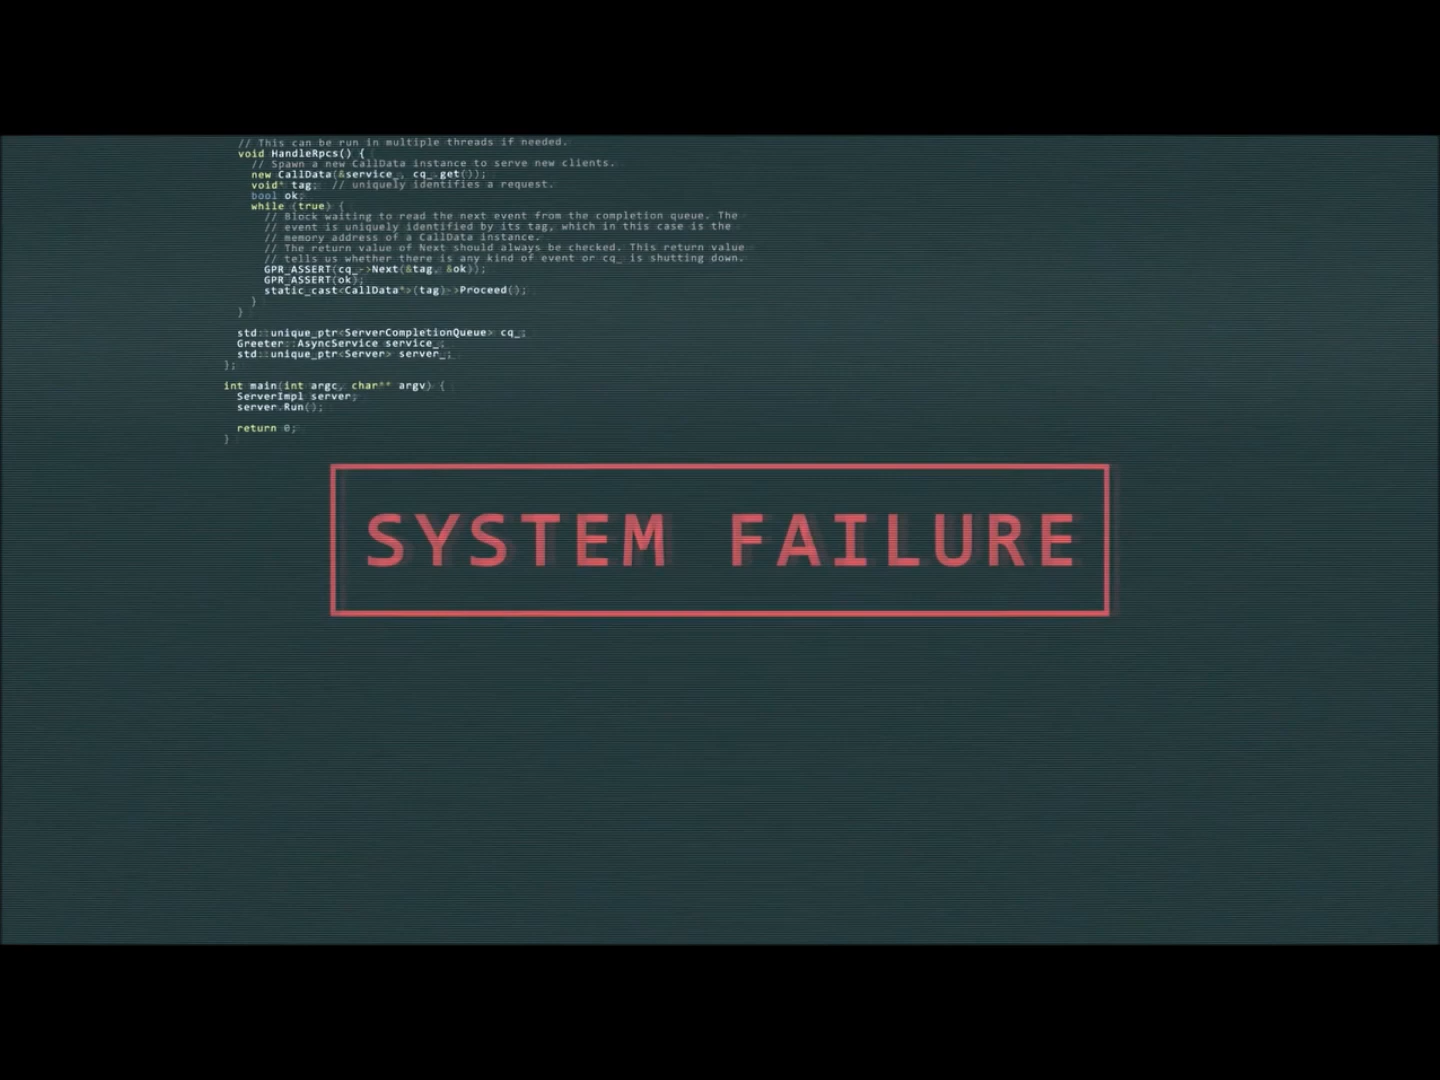 // This can be run in multiple threads if needed.
void HandleRpcs() {
// Spawn a new CallData instance to serve new clients.
new CallData(&service_, cq_.get());
void* tag;  // uniquely identifies a request.
bool ok;
while (true) {
// Block waiting to read the next event from the completion queue. The
// event is uniquely identified by its tag, which in this case is the
// memory address of a CallData instance.
// The return value of Next should always be checked. This return value
// tells us whether there is any kind of event or cq_ is shutting down.
GPR_ASSERT(cq_->Next(&tag, &ok));
GPR_ASSERT(ok);
static_cast<CallData*>(tag)->Proceed();
}
}
std::unique_ptr<ServerCompletionQueue> cq_;
Greeter::AsyncService service_;
std::unique_ptr<Server> server_;
};
int main(int argc, char** argv) {
ServerImpl server;
server.Run();
return 0;
}
SYSTEM FAILURE